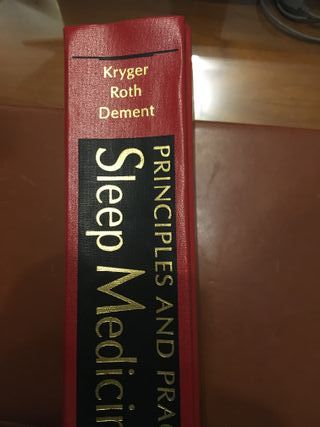 Kryger
Roth
Dement
PRINCIPLES AND PRAC
Sleep Medicin